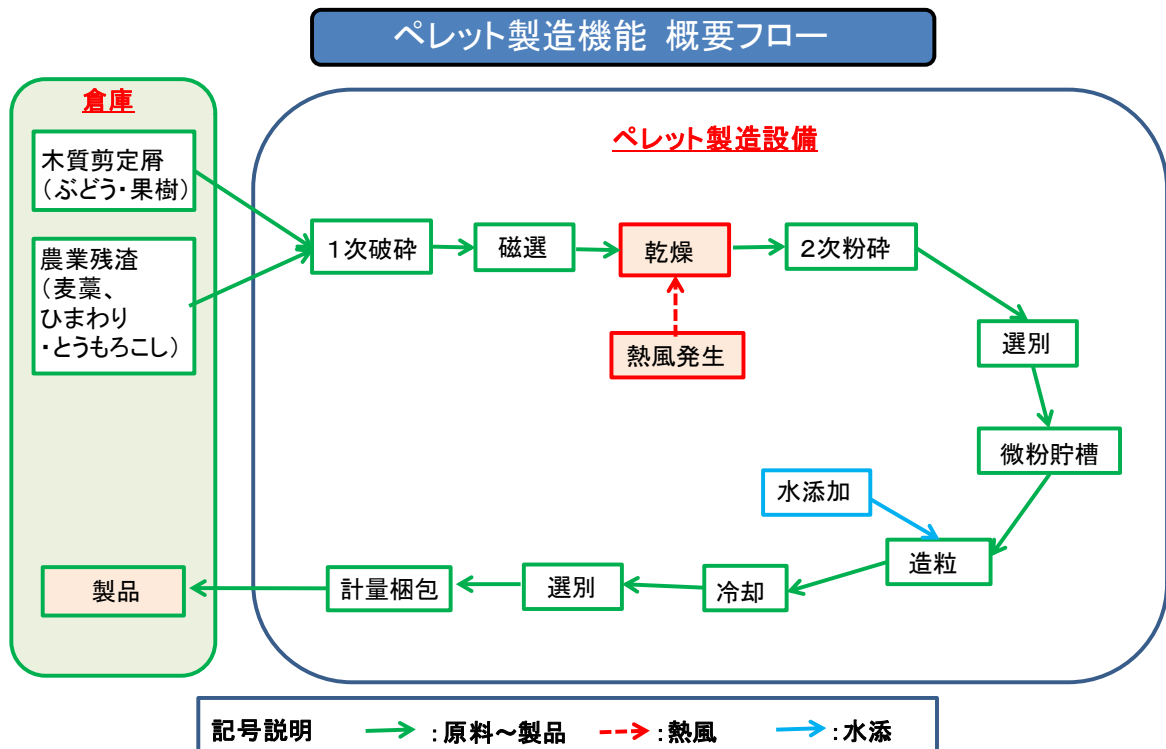 ペレット製造機能 概要フロー
倉庫
木質剪定屑
（ぶどう・果樹）
農業残渣
（麦藁、
ひまわり
・とうもろこし）
ペレット製造設備
１次破砕
磁選
乾燥
２次粉砕
熱風発生
選別
微粉貯槽
水添加
造粒
冷却
選別
計量梱包
製品
記号説明 ：原料～製品 ：熱風 ：水添